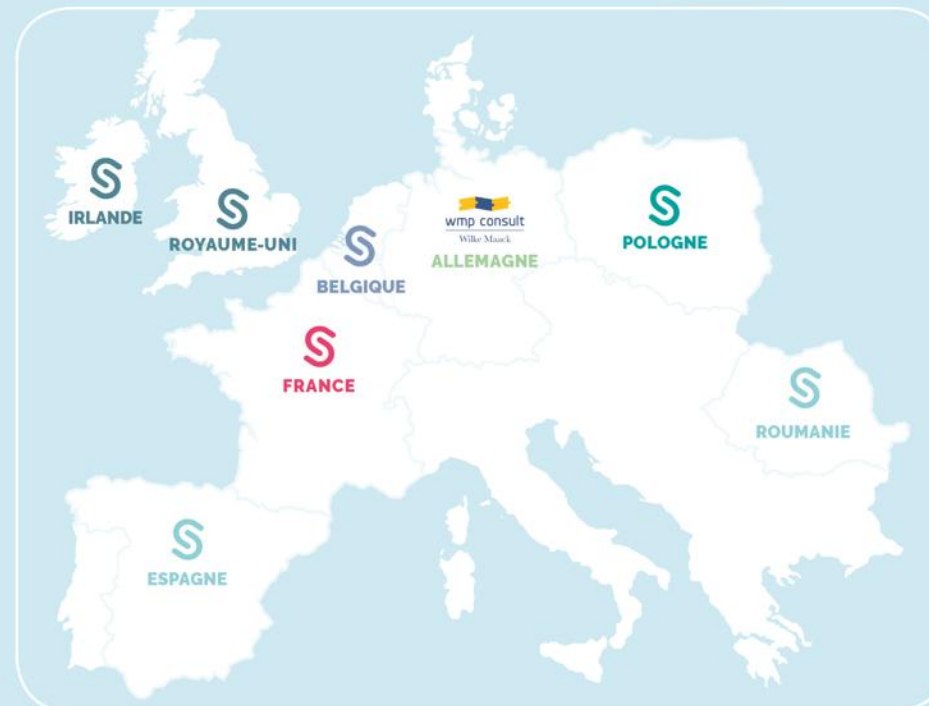 IRLANDE
ROYAUME-UNI
BELGIQUE
wmp consult
Wilke Maack
ALLEMAGNE
POLOGNE
FRANCE
ROUMANIE
ESPAGNE